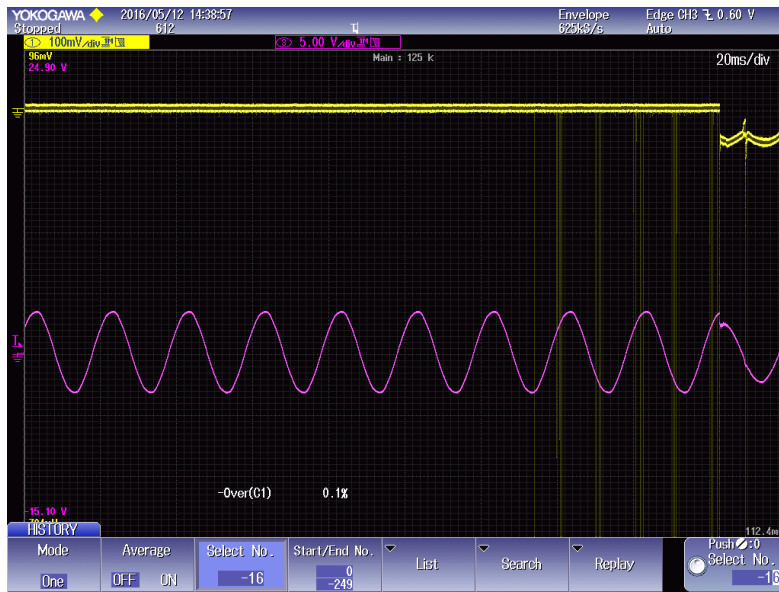 YOKOGAWA 2016/05/12 14:38:57 Envelope Edge CH3 0.60 V
Stopped 612 625kS/s Auto
1 100mV/div 3 5.00 V/div
96mV
24.90 V
Main : 125 k
20ms/div
-Over(C1) 0.1%
-15.10 V
112.4m
HISTORY
Mode
One
Average
OFF ON
Select No.
-16
Start/End No.
0
-249
List
Search
Replay
Push :0
Select No.
-16